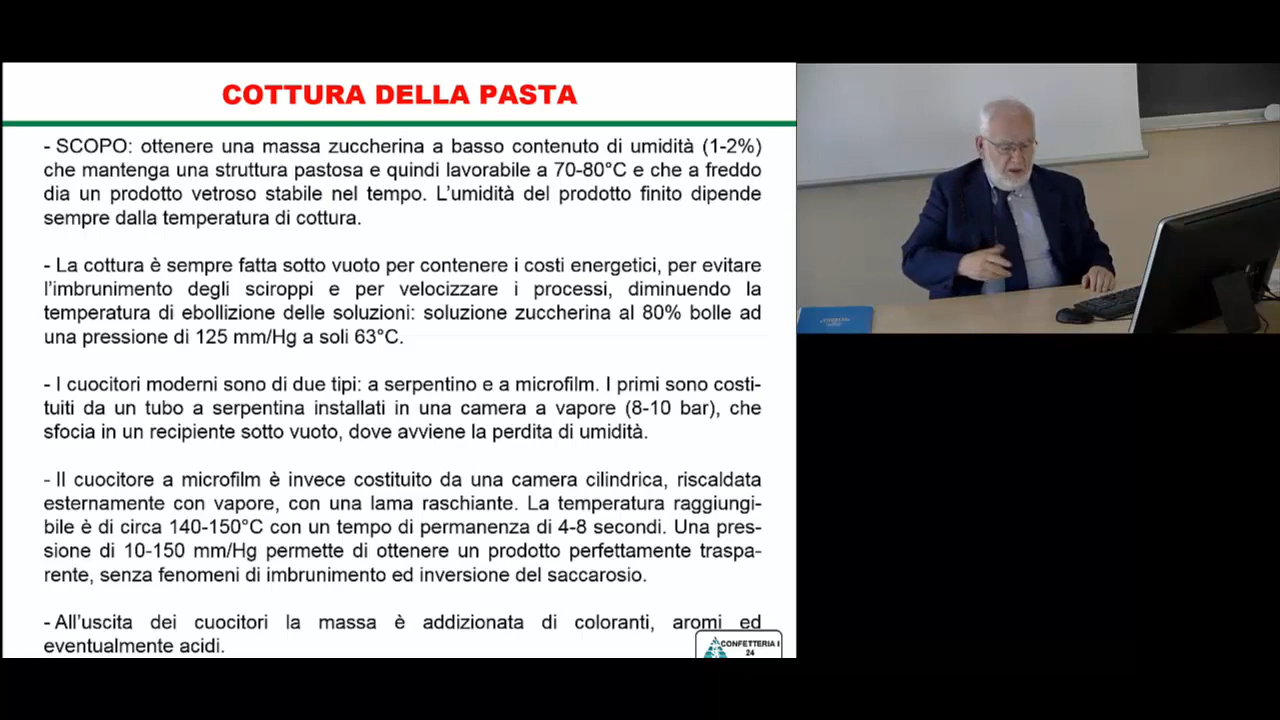 COTTURA DELLA PASTA
- SCOPO: ottenere una massa zuccherina a basso contenuto di umidità (1-2%)
che mantenga una struttura pastosa e quindi lavorabile a 70-80°C e che a freddo
dia un prodotto vetroso stabile nel tempo. L'umidità del prodotto finito dipende
sempre dalla temperatura di cottura.
- La cottura è sempre fatta sotto vuoto per contenere i costi energetici, per evitare
l'imbrunimento degli sciroppi e per velocizzare i processi, diminuendo la
temperatura di ebollizione delle soluzioni: soluzione zuccherina al 80% bolle ad
una pressione di 125 mm/Hg a soli 63°C.
- I cuocitori moderni sono di due tipi: a serpentino e a microfilm. I primi sono costi-
tuiti da un tubo a serpentina installati in una camera a vapore (8-10 bar), che
sfocia in un recipiente sotto vuoto, dove avviene la perdita di umidità.
- Il cuocitore a microfilm è invece costituito da una camera cilindrica, riscaldata
esternamente con vapore, con una lama raschiante. La temperatura raggiungi-
bile è di circa 140-150°C con un tempo di permanenza di 4-8 secondi. Una pres-
sione di 10-150 mm/Hg permette di ottenere un prodotto perfettamente traspa-
rente, senza fenomeni di imbrunimento ed inversione del saccarosio.
- All'uscita dei cuocitori la massa è addizionata di coloranti, aromi ed
eventualmente acidi.
CONFETTERIA I
24